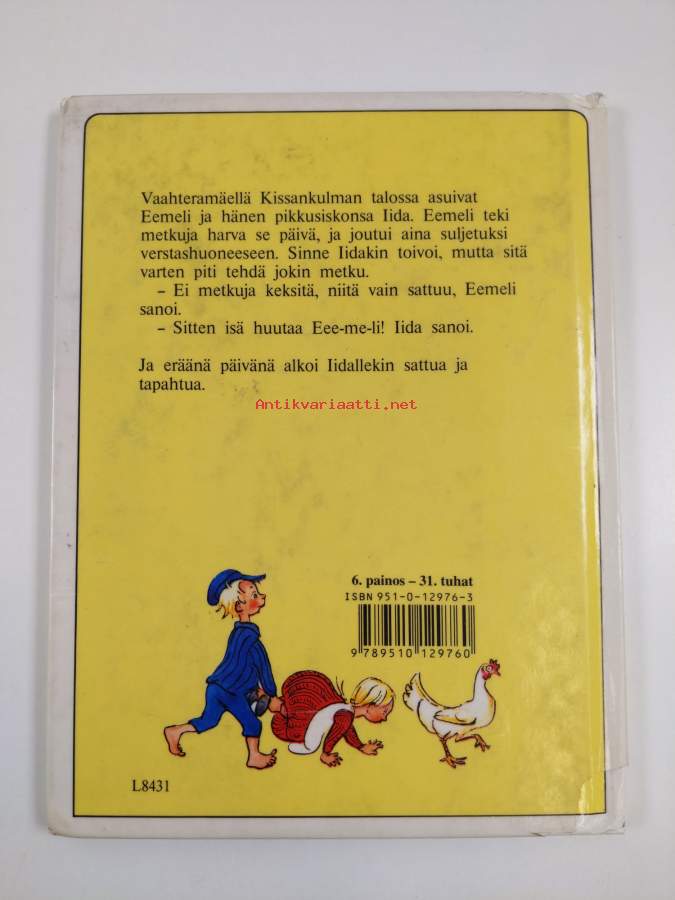 Vaahteramäellä Kissankulman talossa asuivat
Eemeli ja hänen pikkusiskonsa Iida. Eemeli teki
metkuja harva se päivä, ja joutui aina suljetuksi
verstashuoneeseen. Sinne Iidakin toivoi, mutta sitä
varten piti tehdä jokin metku.
– Ei metkuja keksitä, niitä vain sattuu, Eemeli
sanoi.
– Sitten isä huutaa Eee-me-li! Iida sanoi.
Ja eräänä päivänä alkoi Iidallekin sattua ja
tapahtua.
Antikvariaatti.net
6. painos – 31. tuhat
ISBN 951-0-12976-3
9 789510 129760
L8431